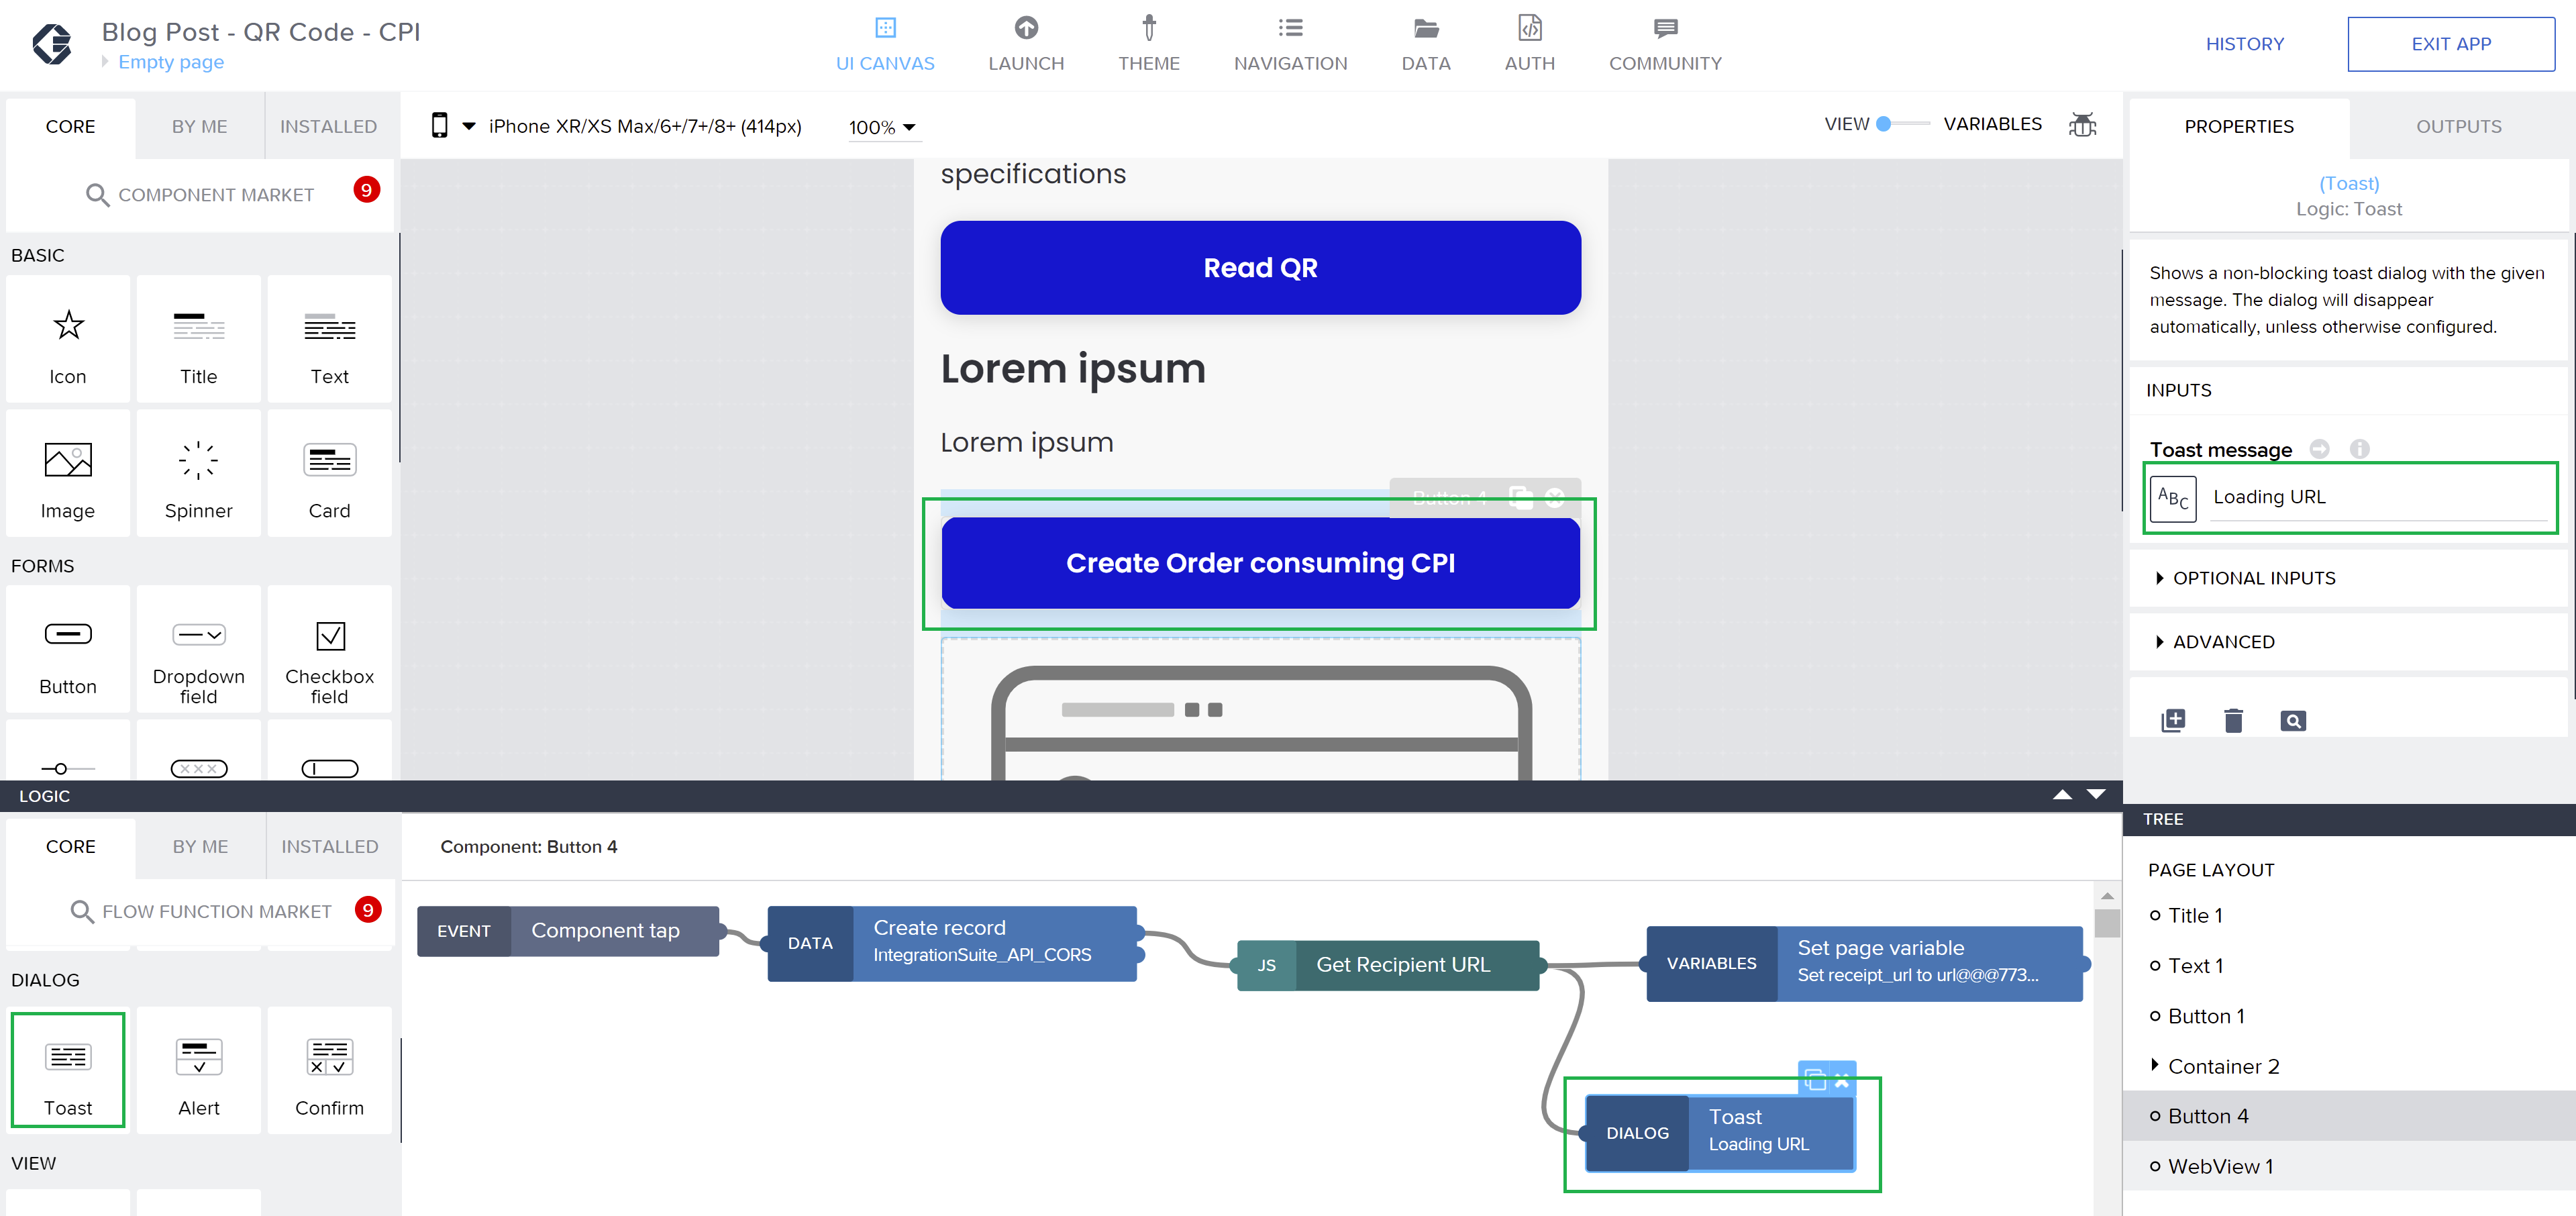 Blog Post - QR Code - CPI
Empty page
UI CANVAS
LAUNCH
THEME
NAVIGATION
DATA
AUTH
COMMUNITY
HISTORY
EXIT APP
CORE
BY ME
INSTALLED
COMPONENT MARKET
9
BASIC
Icon
Title
Text
Image
Spinner
Card
FORMS
Button
Dropdown
field
Checkbox
field
iPhone XR/XS Max/6+/7+/8+ (414px)
100%
VIEW
VARIABLES
specifications
Read QR
Lorem ipsum
Lorem ipsum
Button 4
Create Order consuming CPI
PROPERTIES
OUTPUTS
(Toast)
Logic: Toast
Shows a non-blocking toast dialog with the given
message. The dialog will disappear
automatically, unless otherwise configured.
INPUTS
Toast message
ABC
Loading URL
OPTIONAL INPUTS
ADVANCED
LOGIC
CORE
BY ME
INSTALLED
FLOW FUNCTION MARKET
9
DIALOG
Toast
Alert
Confirm
VIEW
Component: Button 4
EVENT
Component tap
DATA
Create record
IntegrationSuite_API_CORS
JS
Get Recipient URL
VARIABLES
Set page variable
Set receipt_url to url@@@773...
DIALOG
Toast
Loading URL
TREE
PAGE LAYOUT
Title 1
Text 1
Button 1
Container 2
Button 4
WebView 1